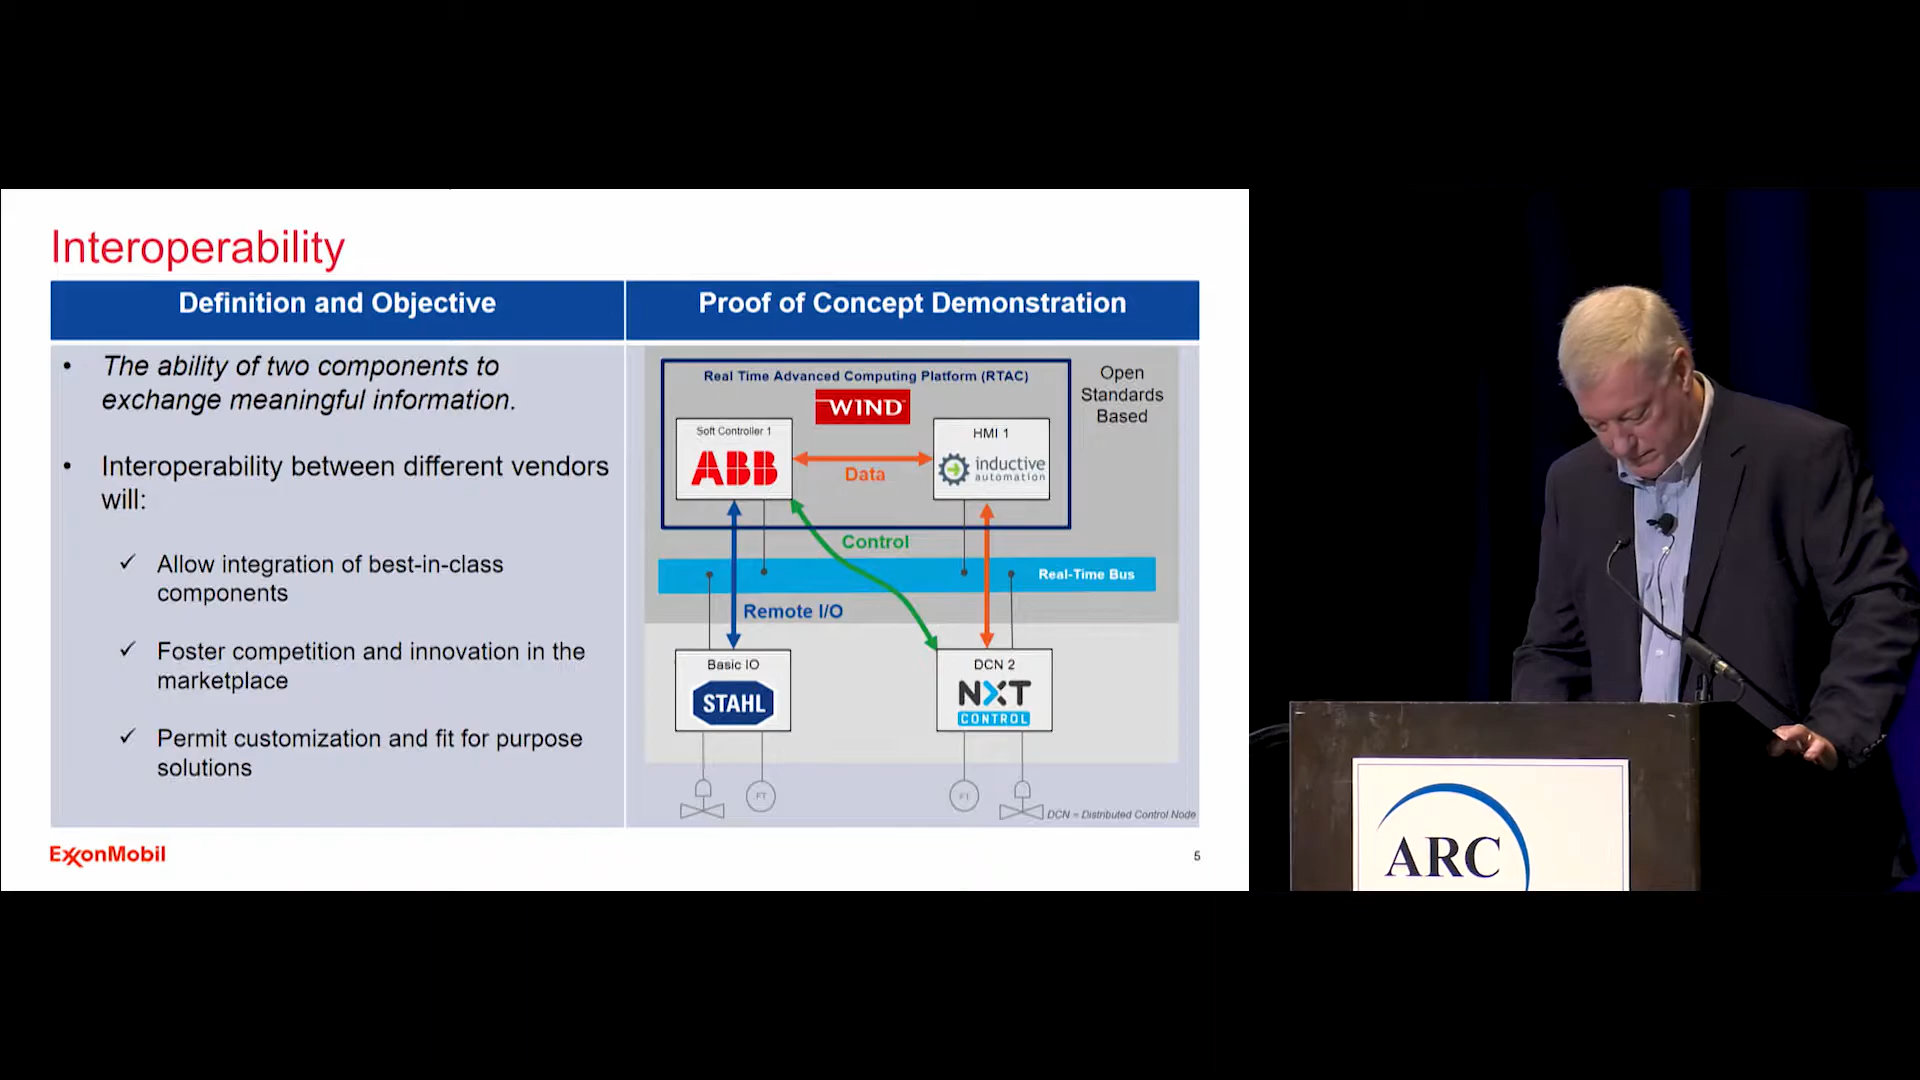 Interoperability
Definition and Objective
Proof of Concept Demonstration
• The ability of two components to
exchange meaningful information.
• Interoperability between different vendors
will:
✓ Allow integration of best-in-class
components
✓ Foster competition and innovation in the
marketplace
✓ Permit customization and fit for purpose
solutions
Real Time Advanced Computing Platform (RTAC)
WIND
Open
Standards
Based
Soft Controller 1
ABB
Data
HMI 1
inductive
automation
Control
Real-Time Bus
Remote I/O
Basic IO
STAHL
DCN 2
NXT
CONTROL
FT
FT
DCN = Distributed Control Node
ExxonMobil
5
ARC